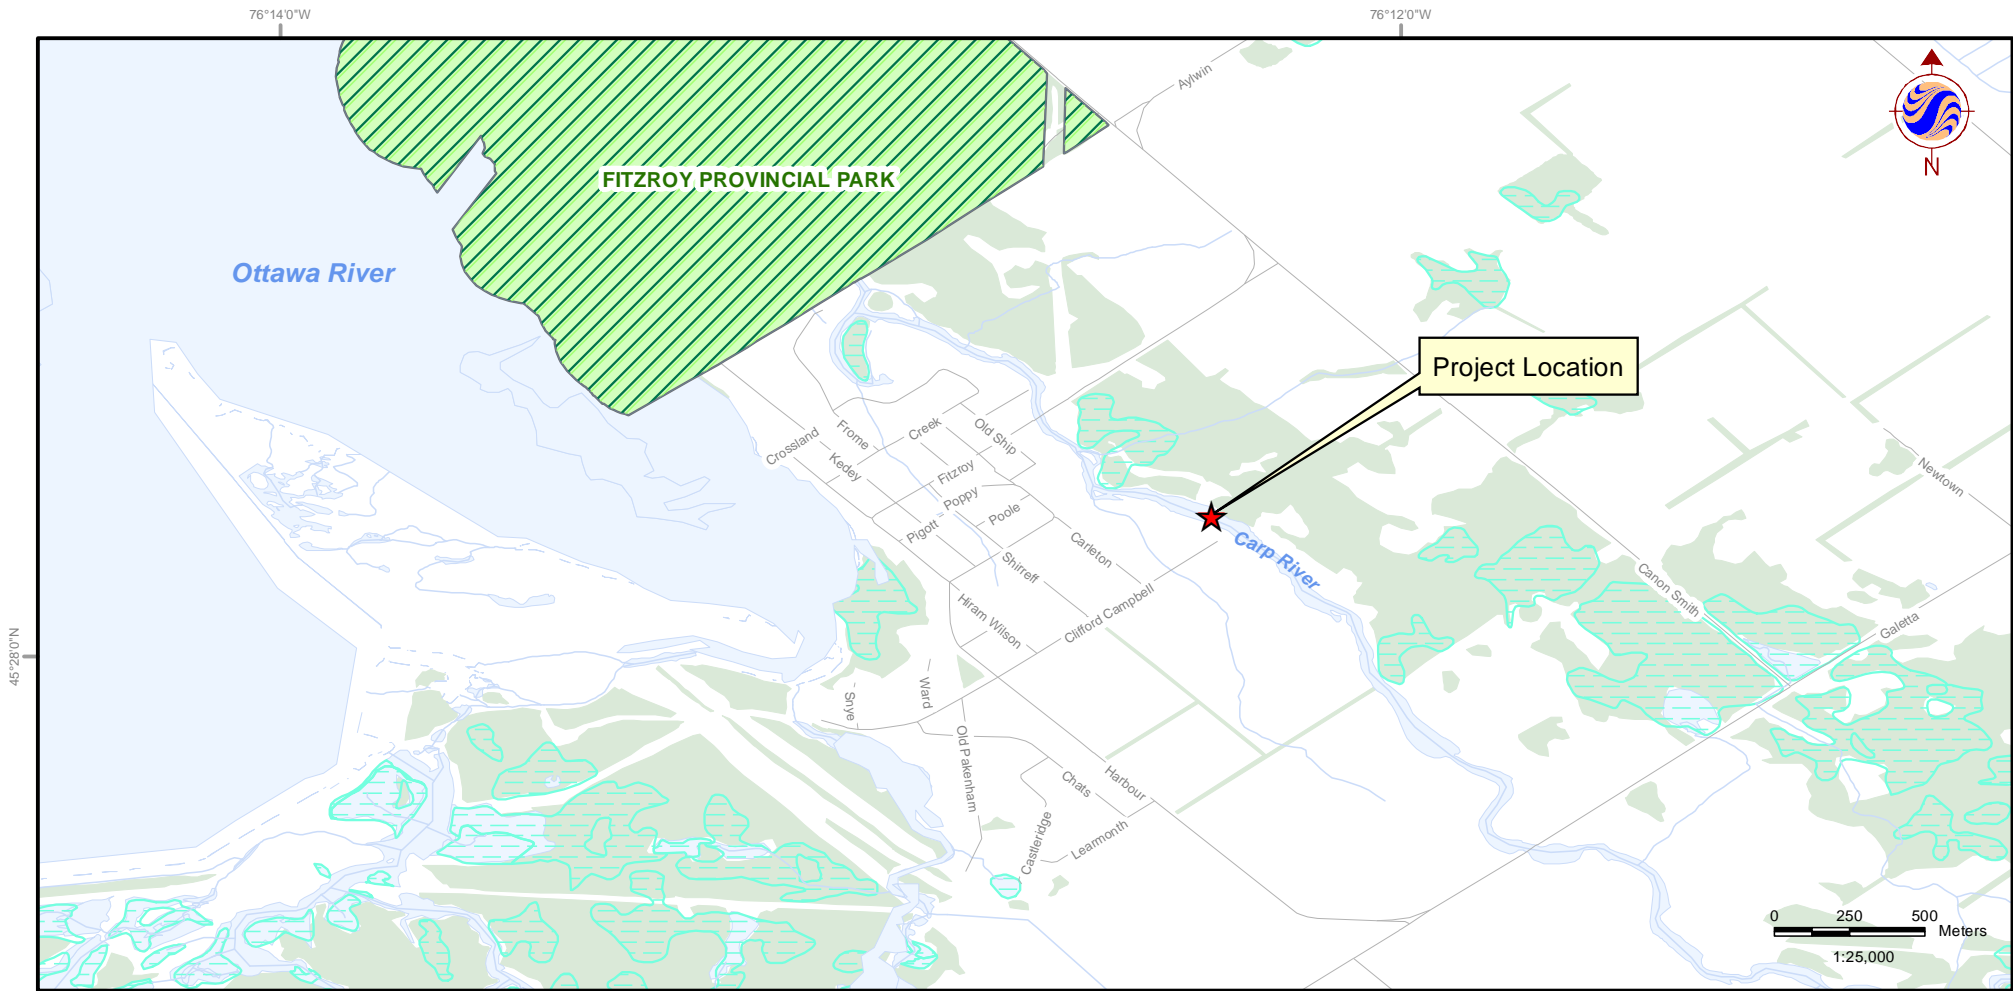 76°14'0"W
76°12'0"W
Aylwin
N
FITZROY PROVINCIAL PARK
Ottawa River
Project Location
Crossland
Frome
Creek
Old Ship
Kedey
Fitzroy
Poppy
Pigott
Poole
Newtown
Carleton
Shirreff
Carp River
Canon Smith
Hiram Wilson
Clifford Campbell
Galetta
45°28'0"N
Snye
Ward
Old Pakenham
Chats
Harbour
Castleridge
Learmonth
0 250 500
Meters
1:25,000